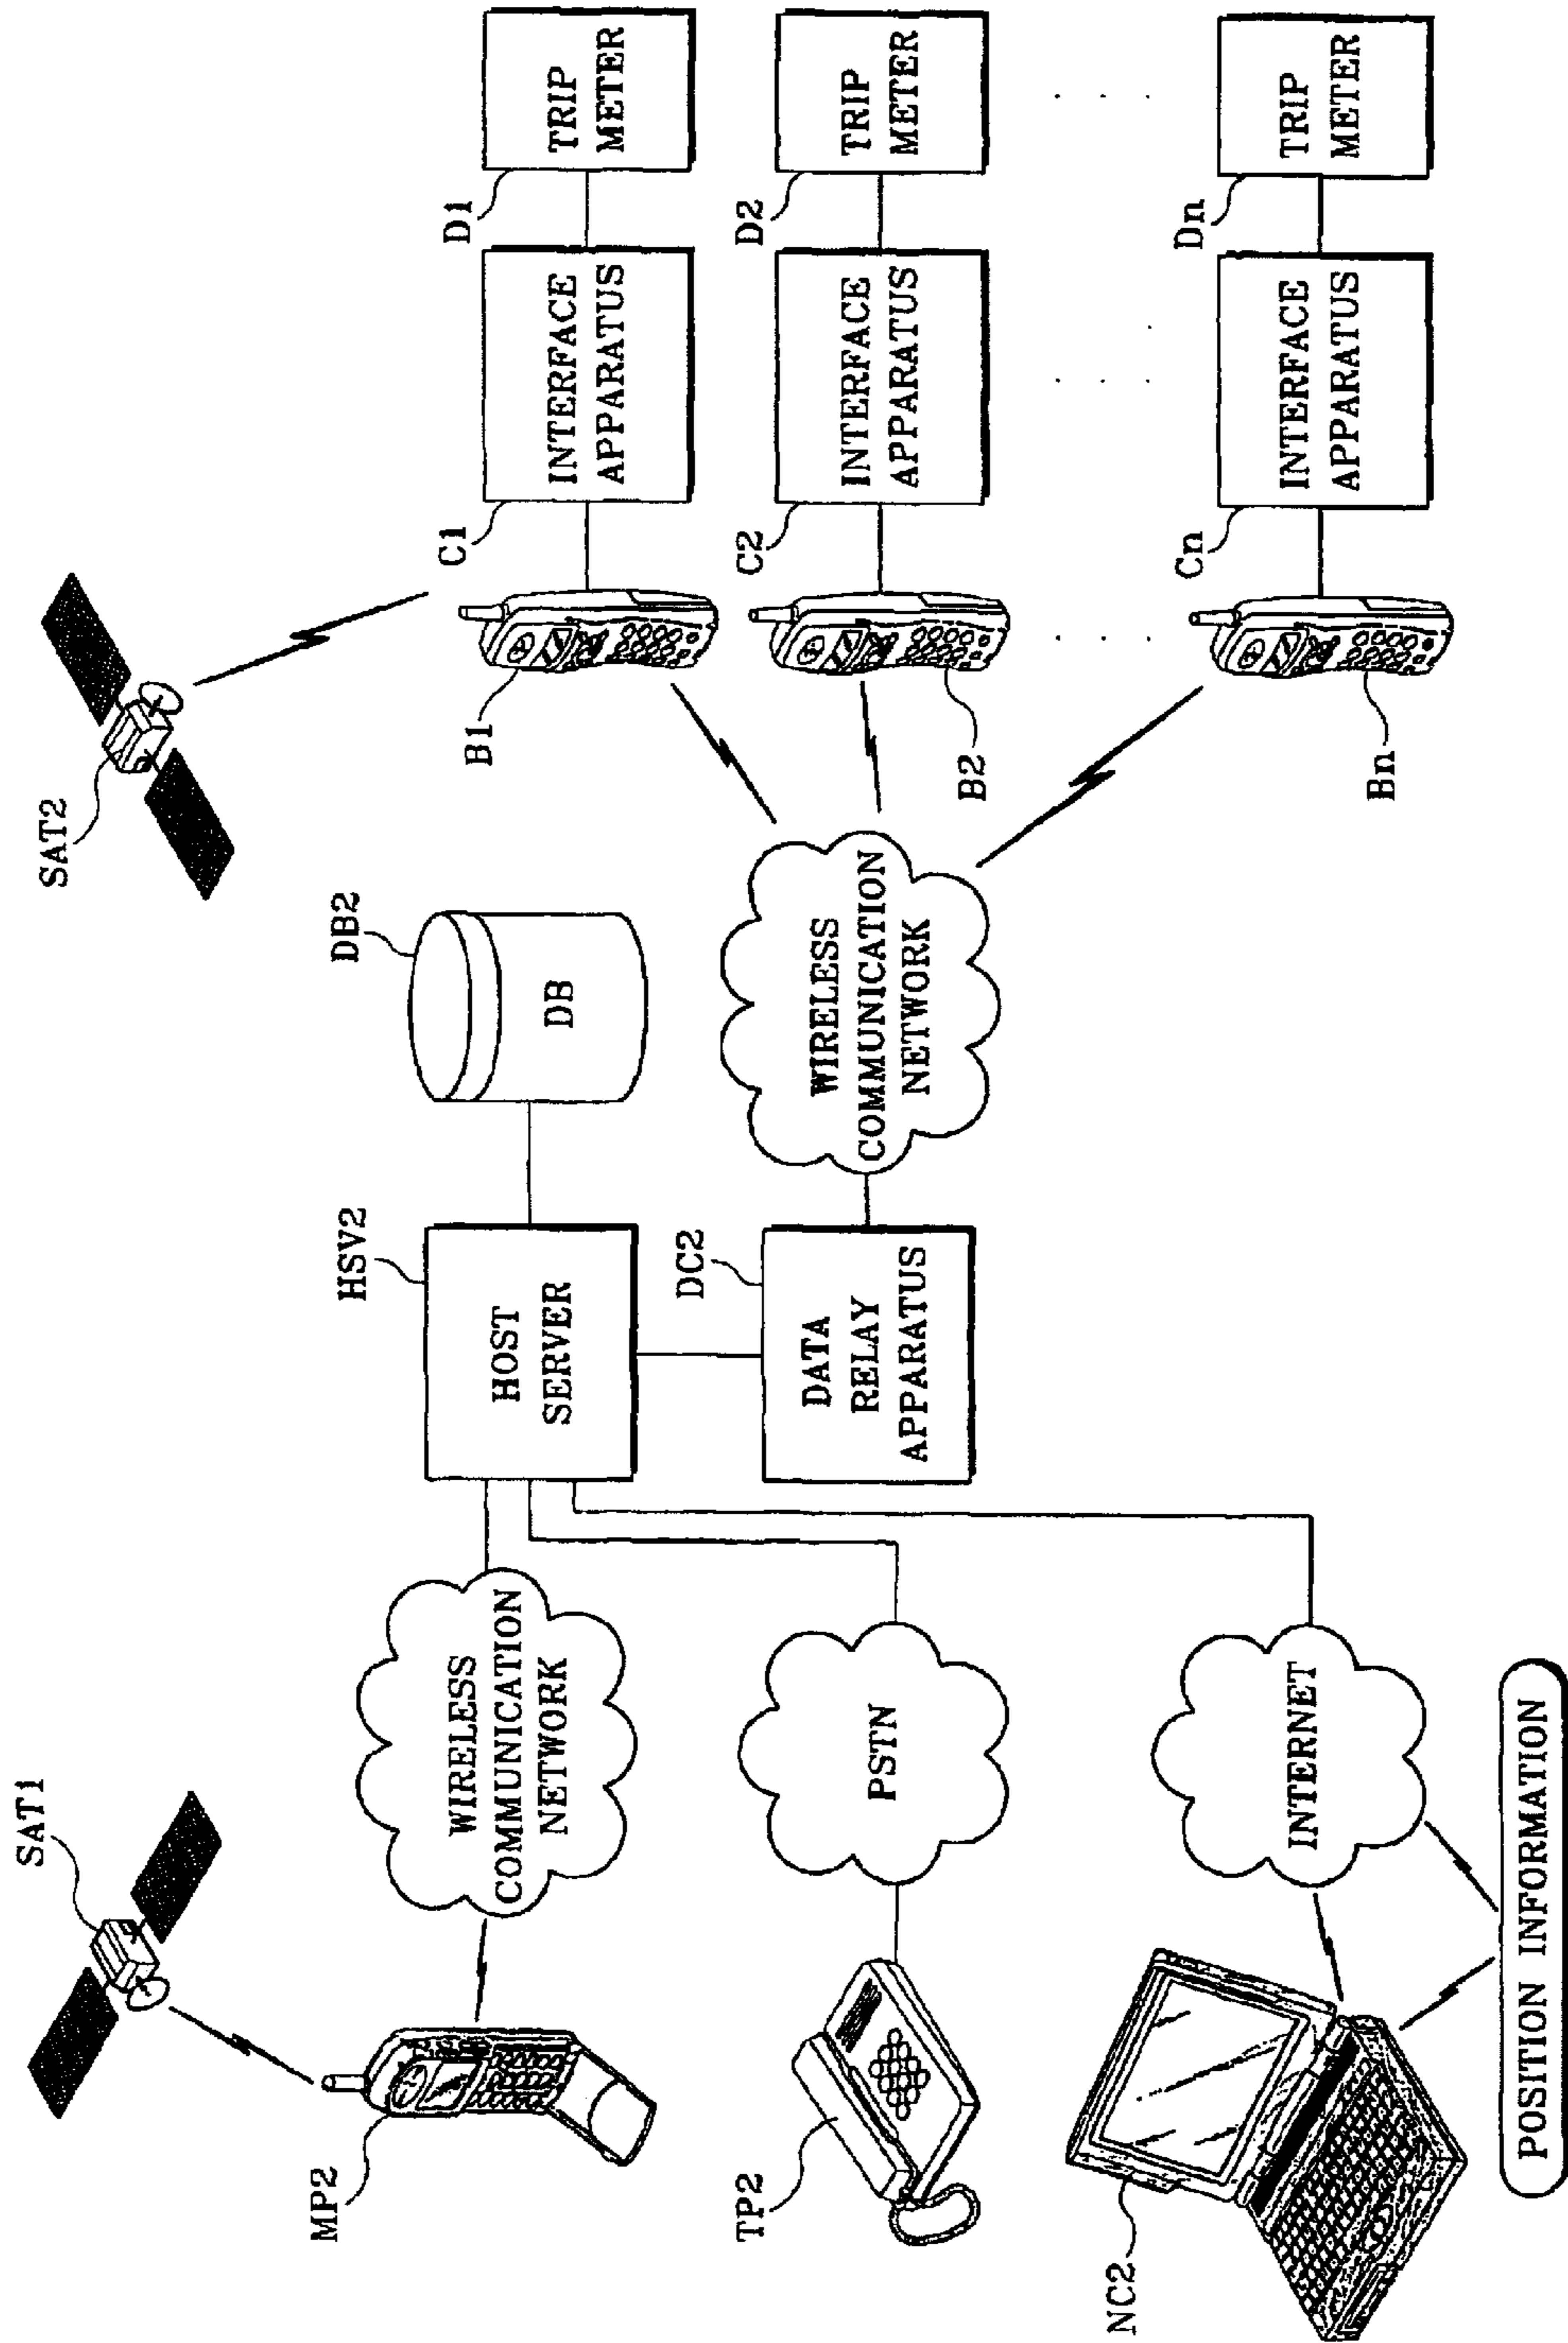 SAT1
MP2
WIRELESS
COMMUNICATION
NETWORK
TP2
PSTN
NC2
INTERNET
POSITION INFORMATION
HSV2
HOST
SERVER
DB2
DB
DC2
DATA
RELAY
APPARATUS
WIRELESS
COMMUNICATION
NETWORK
SAT2
B1
C1
INTERFACE
APPARATUS
D1
TRIP
METER
B2
C2
INTERFACE
APPARATUS
D2
TRIP
METER
Bn
Cn
INTERFACE
APPARATUS
Dn
TRIP
METER